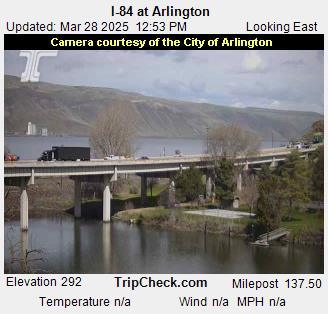 I-84 at Arlington
Updated: Mar 28 2025 12:53 PM Looking East
Camera courtesy of the City of Arlington
Elevation 292 TripCheck.com Milepost 137.50
Temperature n/a Wind n/a MPH n/a